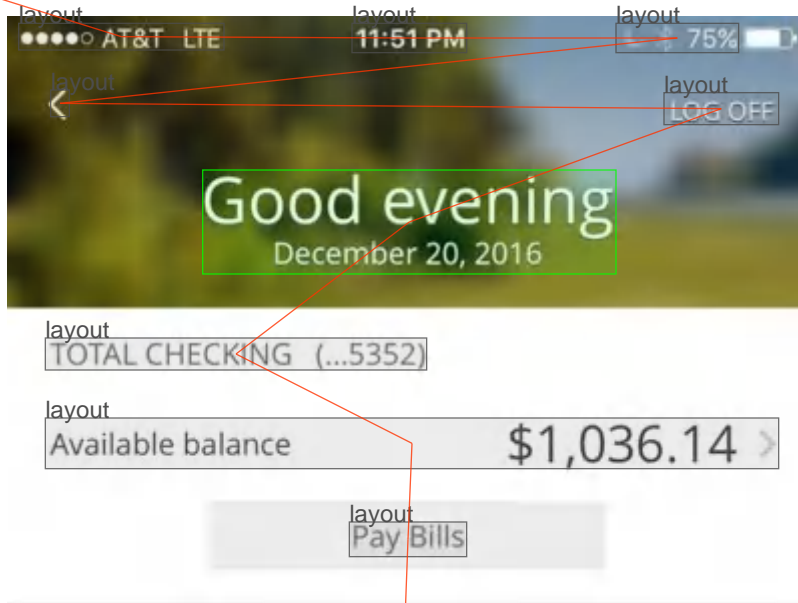 layout layout layout
AT&T LTE 11:51 PM 75%
layout layout
LOG OFF
Good evening
December 20, 2016
layout
TOTAL CHECKING (...5352)
layout
Available balance $1,036.14 >
layout
Pay Bills